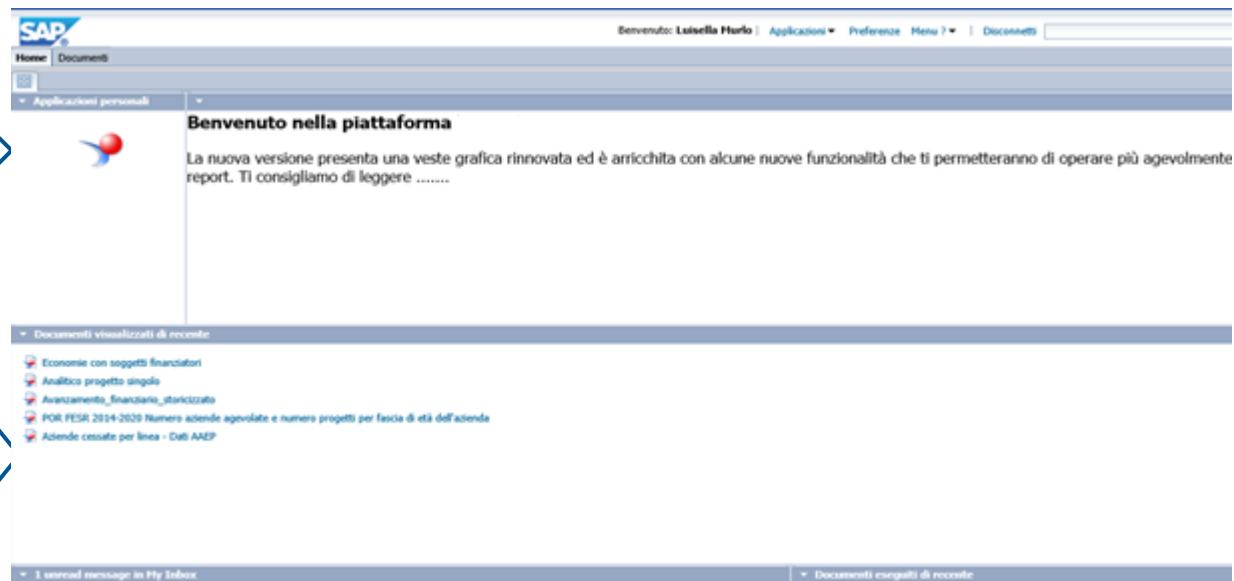 SAP
Benvenuto: Luisella Murlo | Applicazioni Preferenze Menu ? | Disconnetti
Home Documenti
Applicazioni personali
Benvenuto nella piattaforma
La nuova versione presenta una veste grafica rinnovata ed è arricchita con alcune nuove funzionalità che ti permetteranno di operare più agevolmente
report. Ti consigliamo di leggere .......
Documenti visualizzati di recente
Economie con soggetti finanziatori
Analitico progetto singolo
Avanzamento_finanziario_storicizzato
POR FESR 2014-2020 Numero aziende agevolate e numero progetti per fascia di età dell'azienda
Aziende cessate per linea - Dati AAEP
1 unread message in My Inbox
Documenti eseguiti di recente